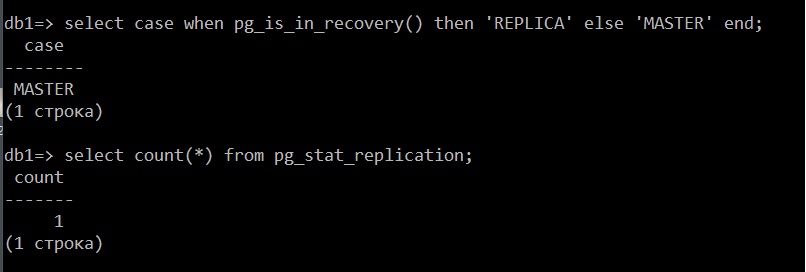 db1=> select case when pg_is_in_recovery() then 'REPLICA' else 'MASTER' end;
  case
--------
 MASTER
(1 строка)

db1=> select count(*) from pg_stat_replication;
 count
-------
     1
(1 строка)